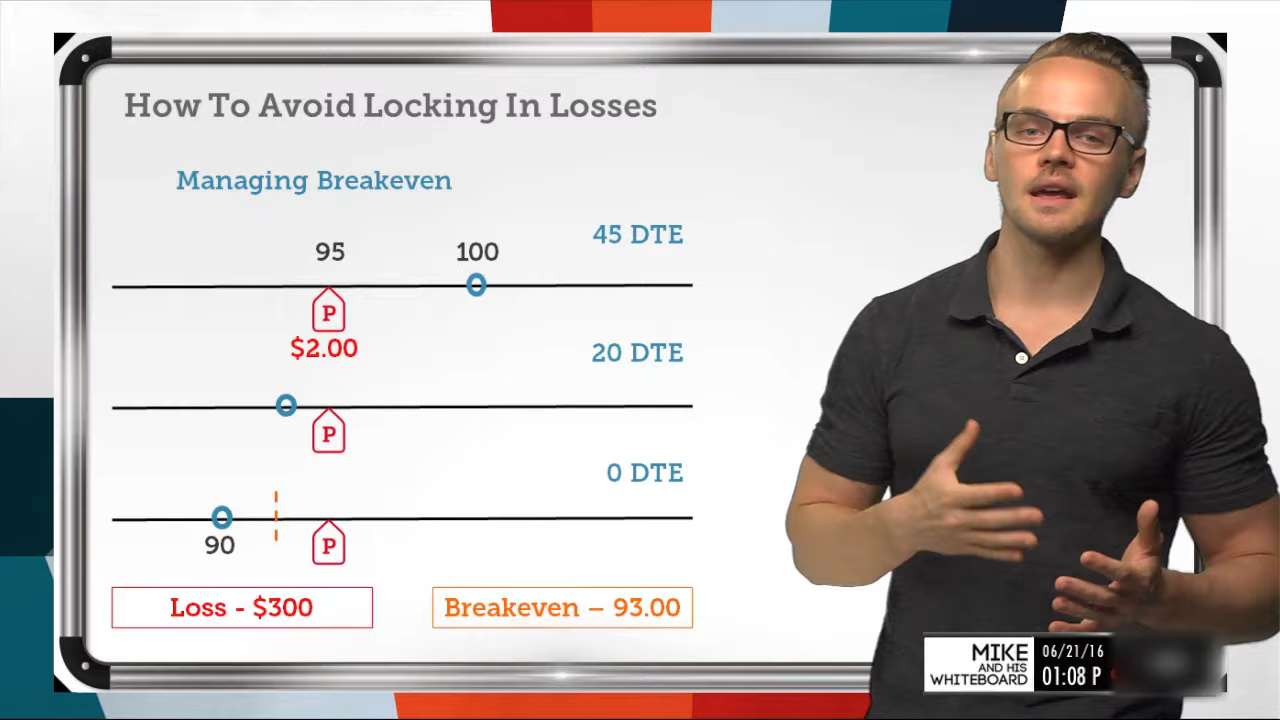 How To Avoid Locking In Losses
Managing Breakeven
45 DTE
95
100
P
$2.00
20 DTE
P
0 DTE
P
90
Loss - $300
Breakeven – 93.00
MIKE
AND HIS
WHITEBOARD
06/21/16
01:08 P